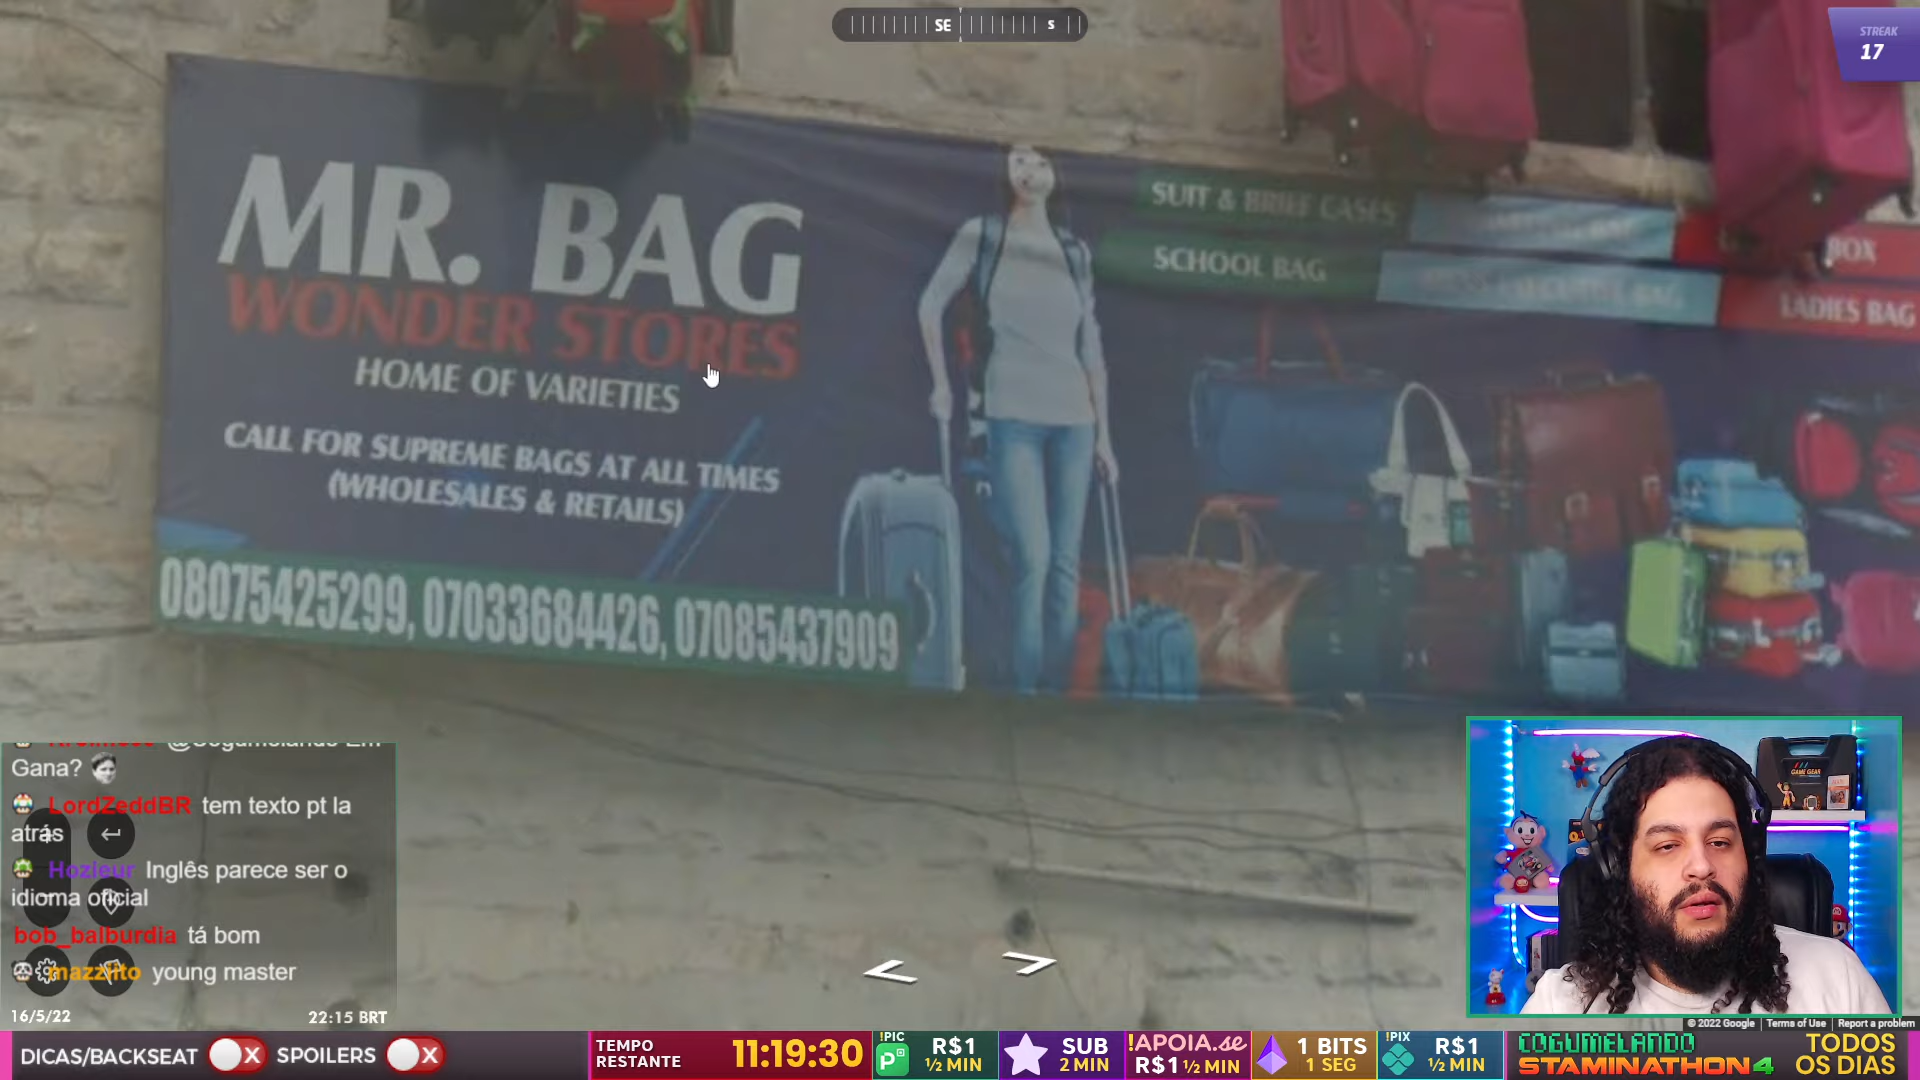 SE
S
STREAK
17
MR. BAG
WONDER STORES
HOME OF VARIETIES
CALL FOR SUPREME BAGS AT ALL TIMES
(WHOLESALES & RETAILS)
08075425299, 07033684426, 07085437909
SUIT & BRIEF CASES
SCHOOL BAG
BOX
LADIES BAG
Gana?
LordZeddBR tem texto pt la
atrás
Hozieur Inglês parece ser o
idioma oficial
bob_balburdia tá bom
mazzlito young master
16/5/22
22:15 BRT
GAME GEAR
© 2022 Google
Terms of Use
Report a problem
DICAS/BACKSEAT X SPOILERS X
TEMPO
RESTANTE
11:19:30
!PIC
R$1
½ MIN
SUB
2 MIN
!APOIA.se
R$1 ½ MIN
1 BITS
1 SEG
!PIX
R$1
½ MIN
COGUMELANDO
STAMINATHON 4
TODOS
OS DIAS